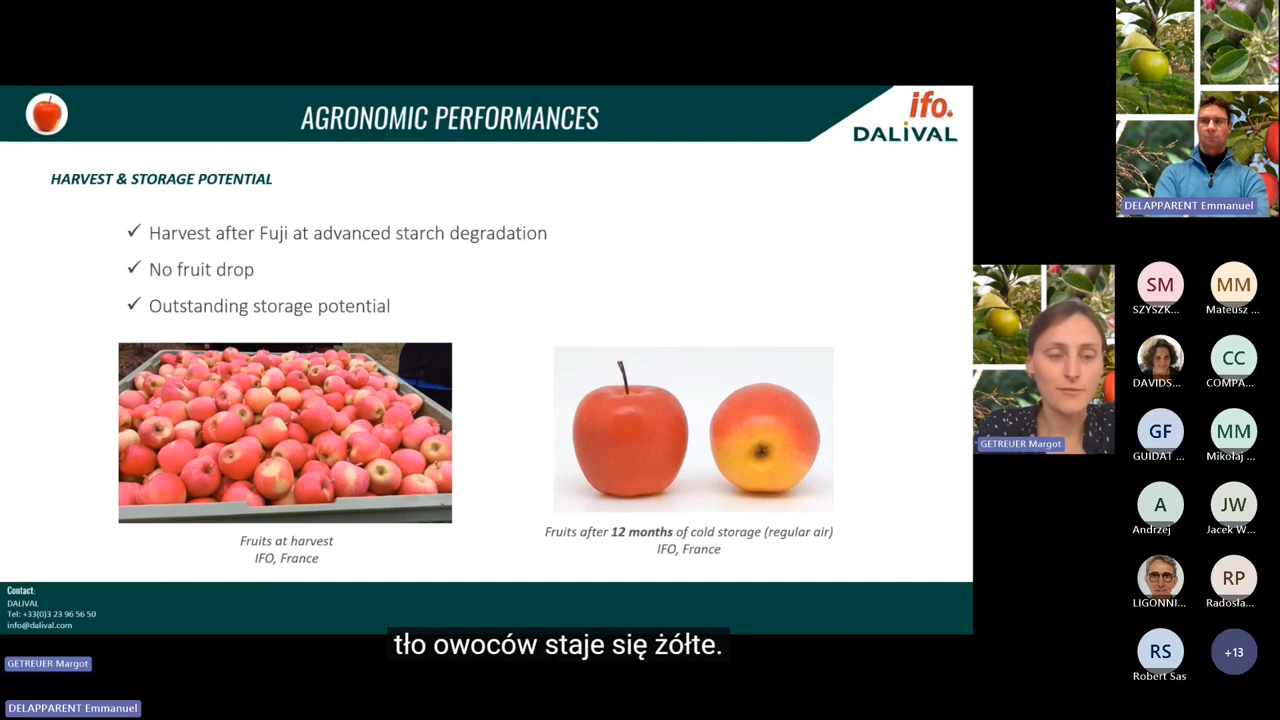 AGRONOMIC PERFORMANCES
ifo.
DALIVAL
HARVEST & STORAGE POTENTIAL
✓ Harvest after Fuji at advanced starch degradation
✓ No fruit drop
✓ Outstanding storage potential
Fruits at harvest
IFO, France
Fruits after 12 months of cold storage (regular air)
IFO, France
Contact:
DALIVAL
Tel: +33(0)3 23 96 56 50
info@dalival.com
tło owoców staje się żółte.
GETREUER Margot
DELAPPARENT Emmanuel
DELAPPARENT Emmanuel
GETREUER Margot
SM
SZYSZK...
MM
Mateusz ...
DAVIDS...
CC
COMPA...
GF
GUIDAT ...
MM
Mikołaj ...
A
Andrzej
JW
Jacek W...
LIGONNI...
RP
Radosła...
RS
Robert Sas
+13